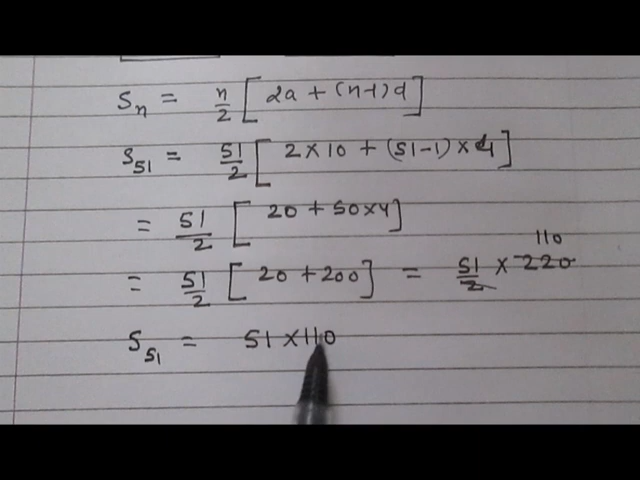 Sn = n/2 [2a + (n-1)d]
S51 = 51/2 [2 × 10 + (51-1) × 4]
= 51/2 [20 + 50×4]
= 51/2 [20 + 200] = 51/2 × 220 110
S51 = 51 × 110